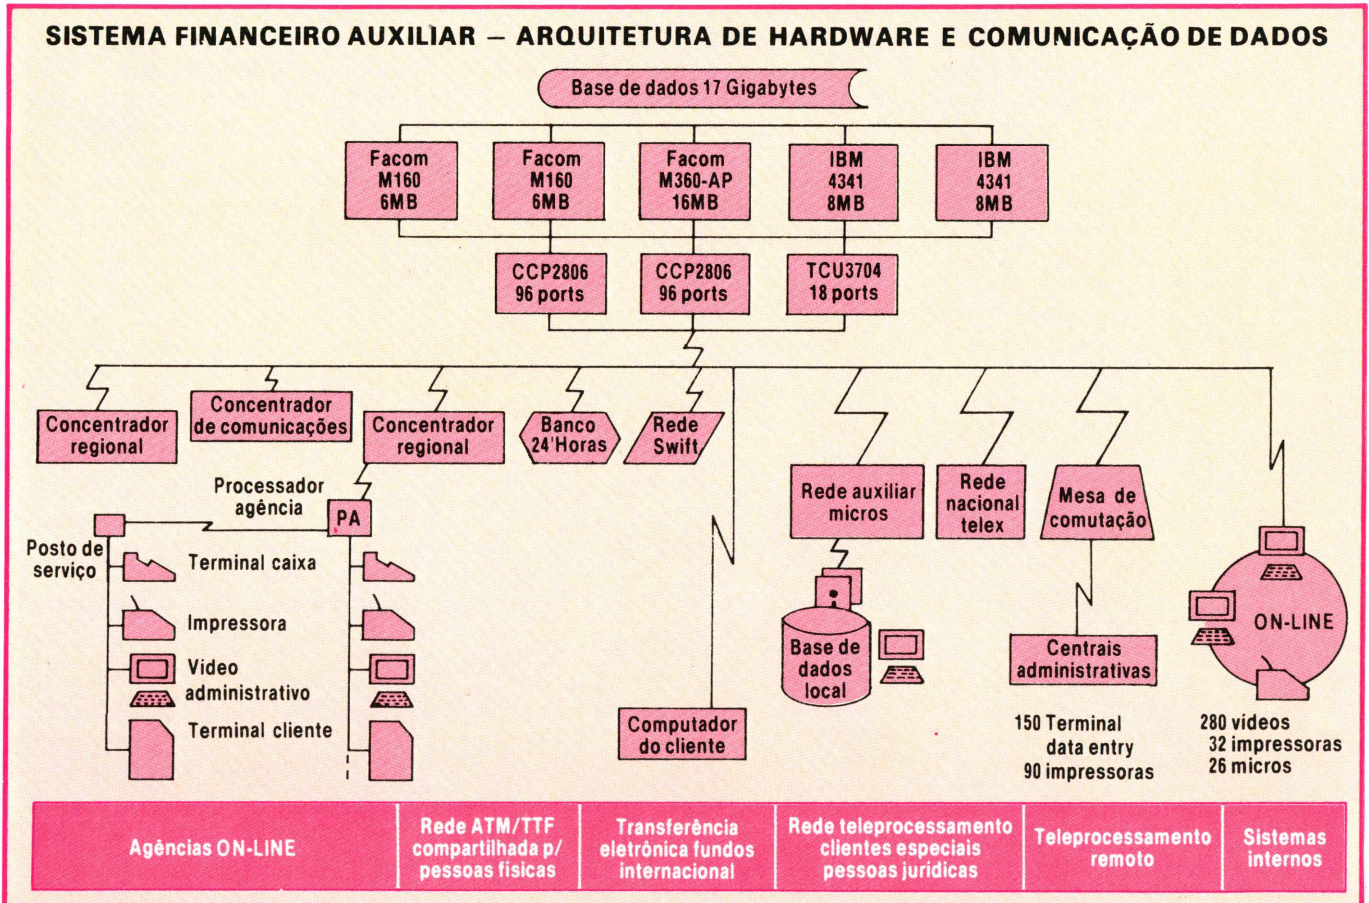 SISTEMA FINANCEIRO AUXILIAR – ARQUITETURA DE HARDWARE E COMUNICAÇÃO DE DADOS
Base de dados 17 Gigabytes
Facom
M160
6MB
Facom
M160
6MB
Facom
M360-AP
16MB
IBM
4341
8MB
IBM
4341
8MB
CCP2806
96 ports
CCP2806
96 ports
TCU3704
18 ports
Concentrador
regional
Concentrador
de comunicações
Concentrador
regional
Banco
24'Horas
Rede
Swift
Rede auxiliar
micros
Rede
nacional
telex
Mesa de
comutação
Processador
agência
PA
Posto de
serviço
Terminal caixa
Impressora
Vídeo
administrativo
Terminal cliente
Computador
do cliente
Base de
dados
local
Centrais
administrativas
150 Terminal
data entry
90 impressoras
ON-LINE
280 vídeos
32 impressoras
26 micros
Agências ON-LINE
Rede ATM/TTF
compartilhada p/
pessoas físicas
Transferência
eletrônica fundos
internacional
Rede teleprocessamento
clientes especiais
pessoas jurídicas
Teleprocessamento
remoto
Sistemas
internos